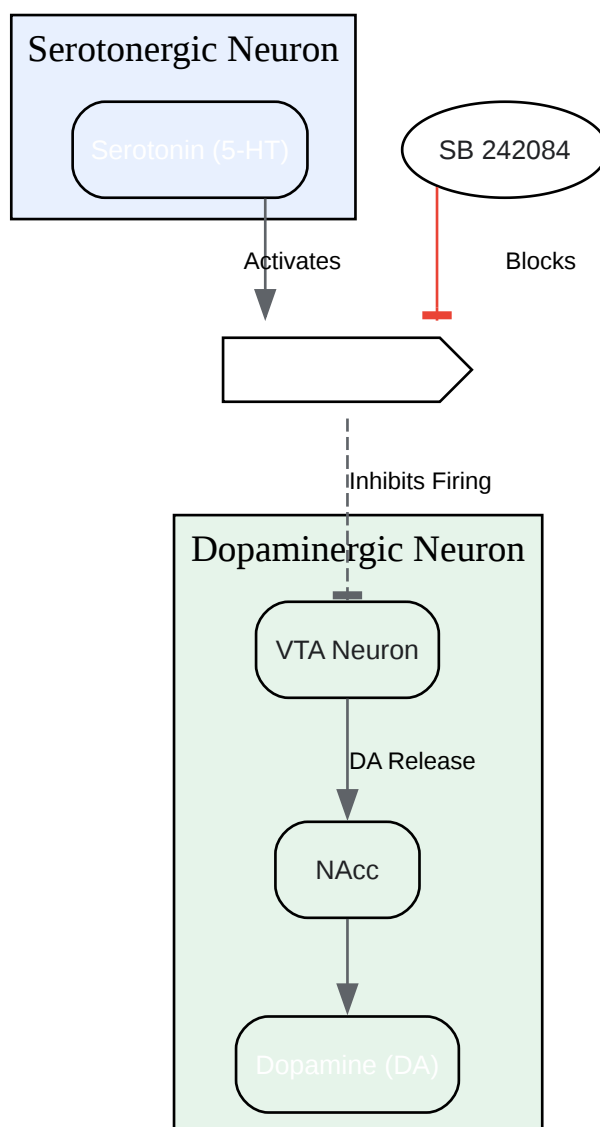 Serotonergic Neuron
Serotonin (5-HT)
SB 242084
Activates
Blocks
Inhibits Firing
Dopaminergic Neuron
VTA Neuron
DA Release
NAcc
Dopamine (DA)